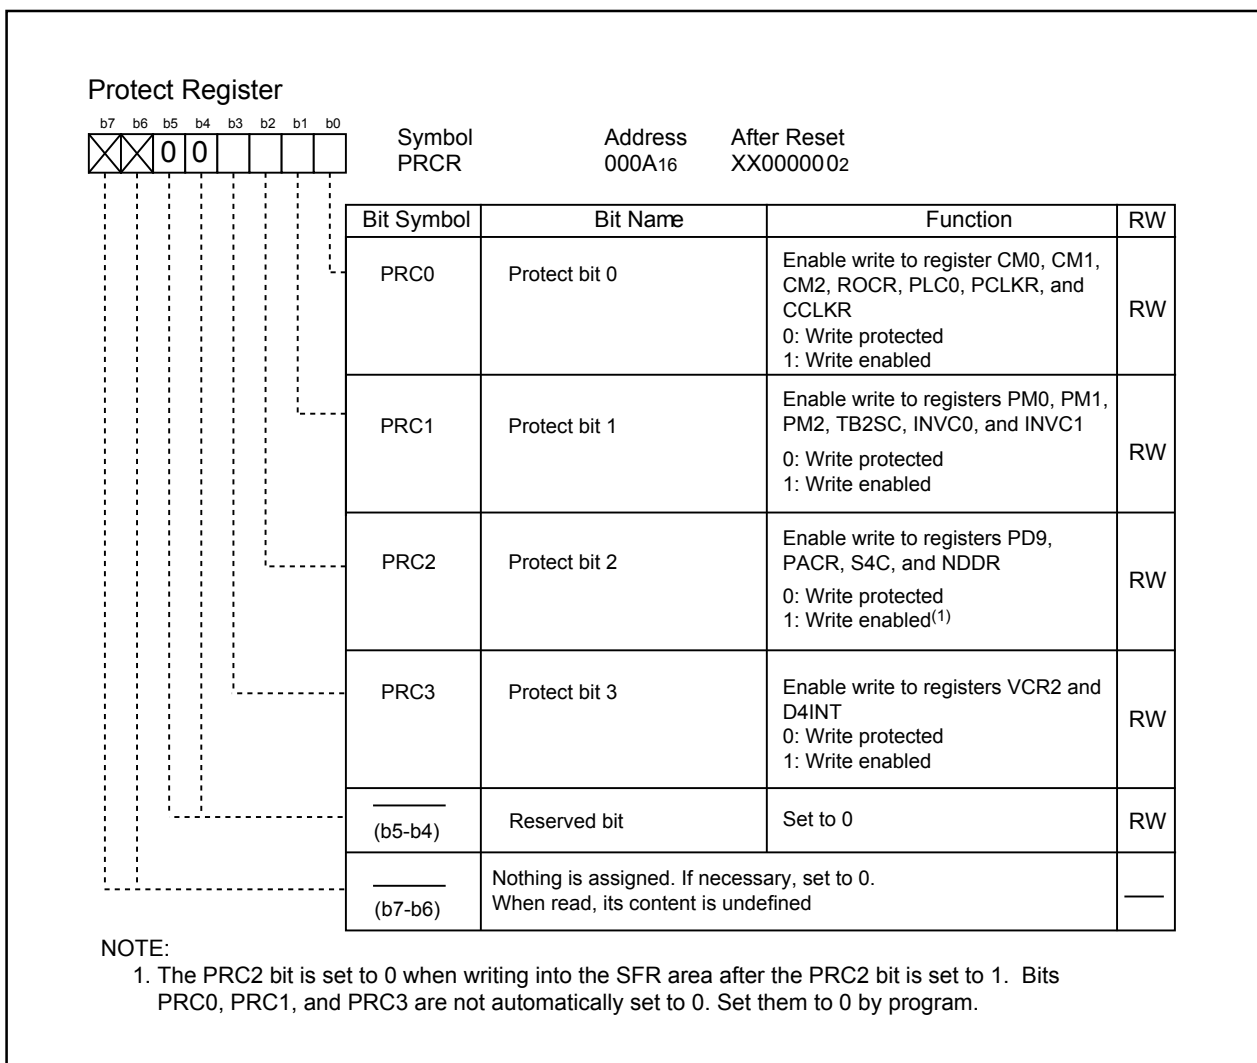 Protect Register
b7 b6 b5 b4 b3 b2 b1 b0
0 0
Symbol Address After Reset
PRCR 000A16 XX0000002
Bit Symbol Bit Name Function RW
PRC0 Protect bit 0 Enable write to register CM0, CM1,
CM2, ROCR, PLC0, PCLKR, and
CCLKR
0: Write protected
1: Write enabled
RW
PRC1 Protect bit 1 Enable write to registers PM0, PM1,
PM2, TB2SC, INVC0, and INVC1
0: Write protected
1: Write enabled
RW
PRC2 Protect bit 2 Enable write to registers PD9,
PACR, S4C, and NDDR
0: Write protected
1: Write enabled(1)
RW
PRC3 Protect bit 3 Enable write to registers VCR2 and
D4INT
0: Write protected
1: Write enabled
RW
(b5-b4) Reserved bit Set to 0 RW
(b7-b6) Nothing is assigned. If necessary, set to 0.
When read, its content is undefined
NOTE:
1. The PRC2 bit is set to 0 when writing into the SFR area after the PRC2 bit is set to 1. Bits
PRC0, PRC1, and PRC3 are not automatically set to 0. Set them to 0 by program.